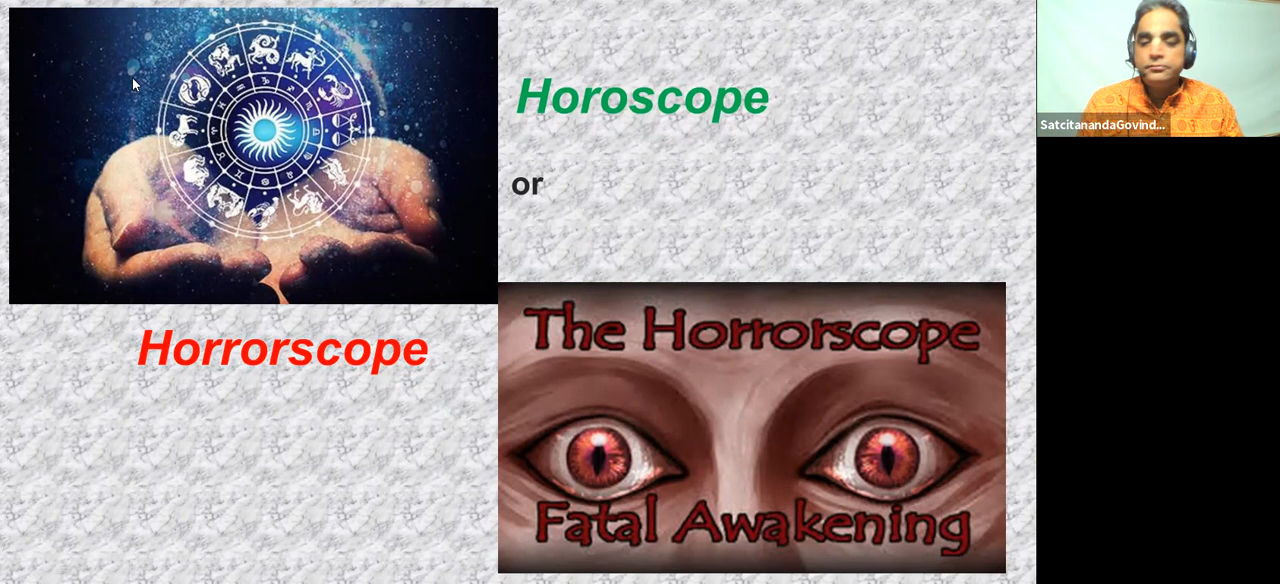 Horoscope
or
Horrorscope
The Horrorscope
Fatal Awakening
SatcitanandaGovind...